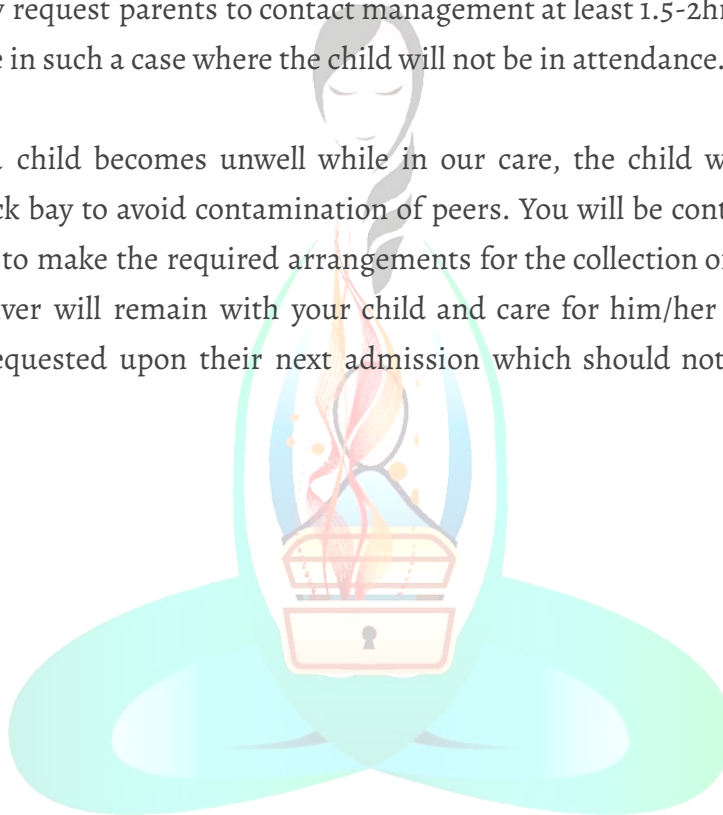 request parents to contact management at least 1.5-2h
in such a case where the child will not be in attendance.
child becomes unwell while in our care, the child w
bay to avoid contamination of peers. You will be cont
to make the required arrangements for the collection o
will remain with your child and care for him/her
upon their next admission which should not